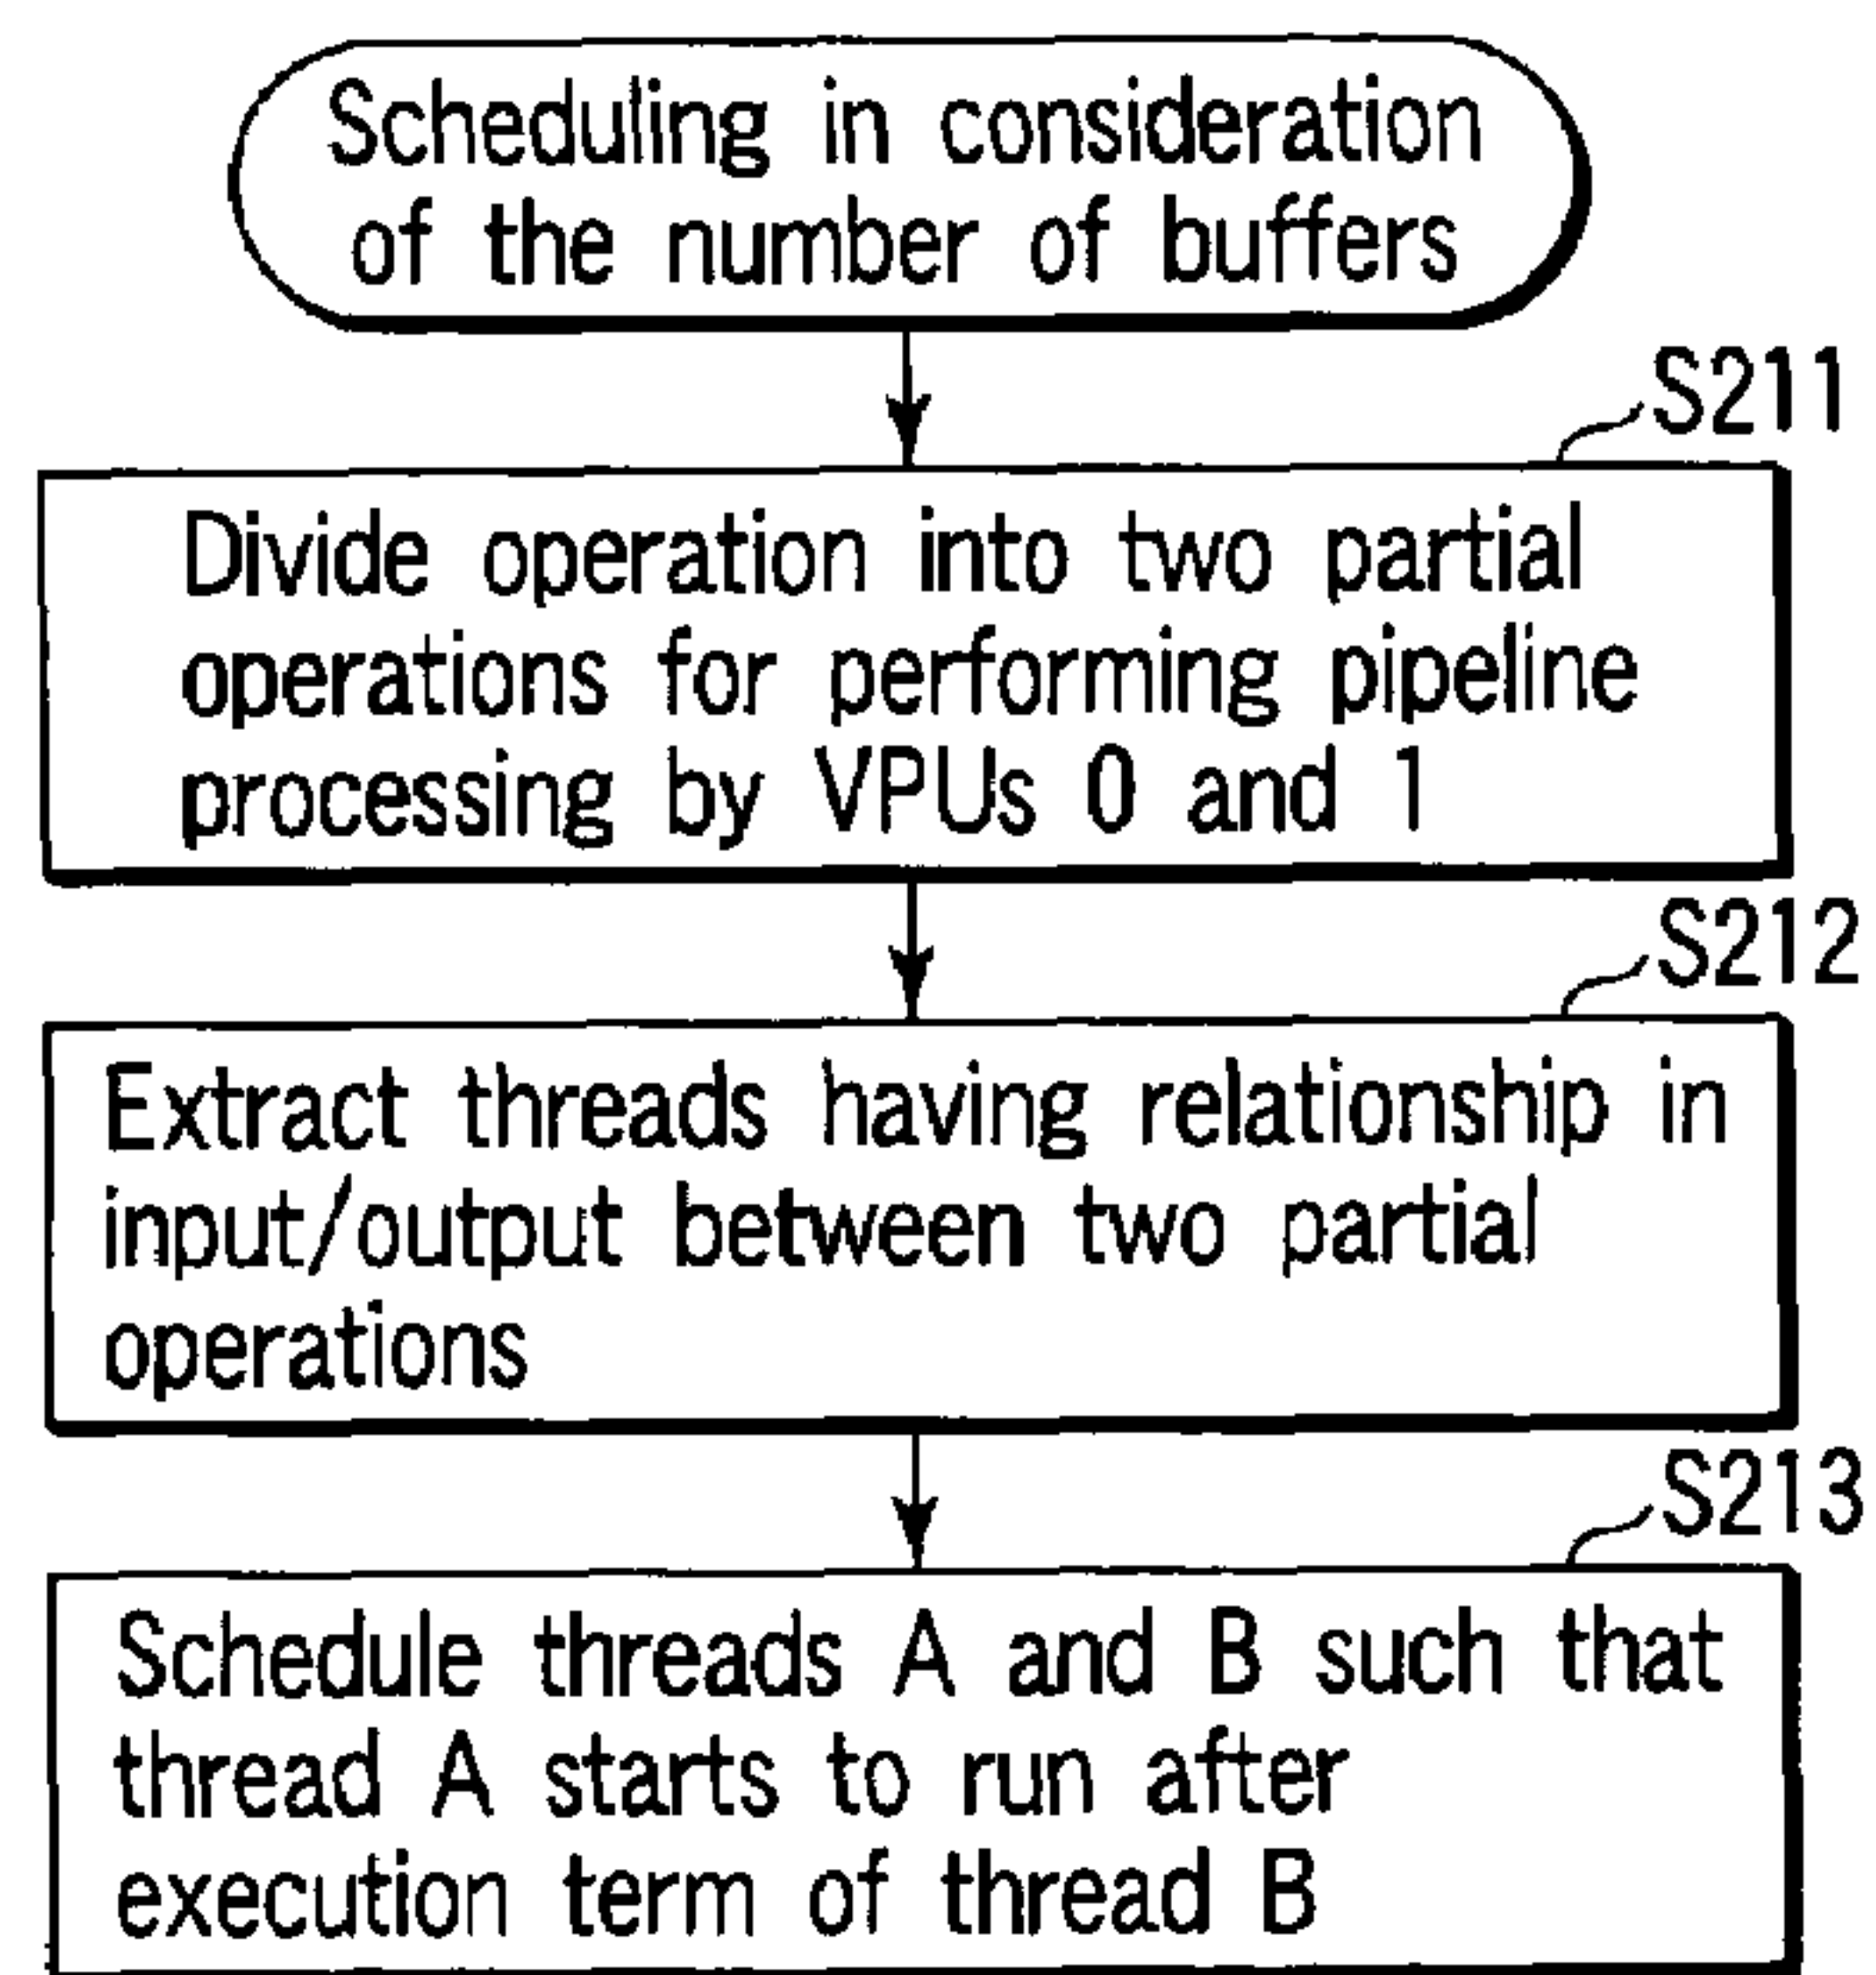 Scheduling in consideration
of the number of buffers
S211
Divide operation into two partial
operations for performing pipeline
processing by VPUs 0 and 1
S212
Extract threads having relationship in
input/output between two partial
operations
S213
Schedule threads A and B such that
thread A starts to run after
execution term of thread B